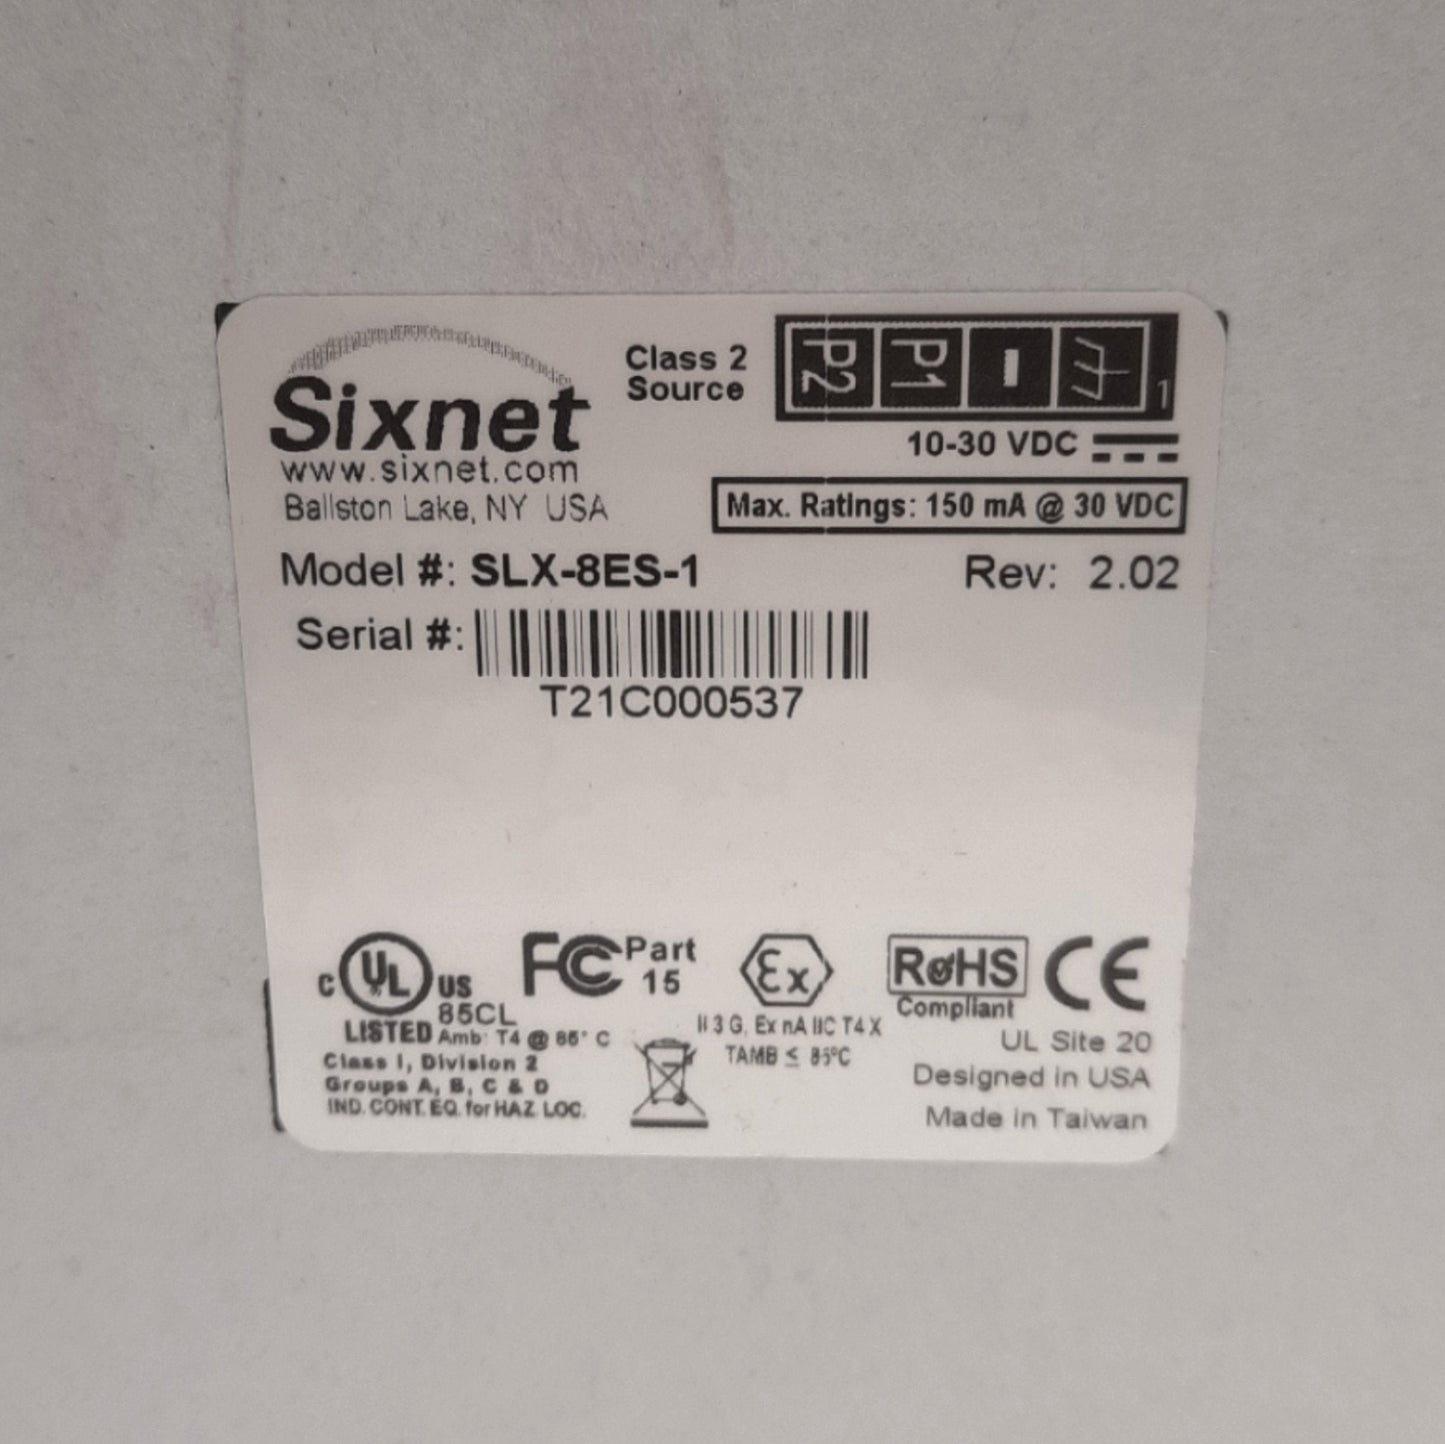 Sixnet
www.sixnet.com
Ballston Lake, NY USA
Class 2
Source
P2 P1 1
10-30 VDC
Max. Ratings: 150 mA @ 30 VDC
Model #: SLX-8ES-1
Rev: 2.02
Serial #:
T21C000537
C UL US
LISTED 85CL
Amb: T4 @ 85° C
Class I, Division 2
Groups A, B, C & D
IND. CONT. EQ. for HAZ. LOC.
FC Part
15
Ex
II 3 G, Ex nA IIC T4 X
TAMB ≤ 85°C
RoHS
Compliant
CE
UL Site 20
Designed in USA
Made in Taiwan